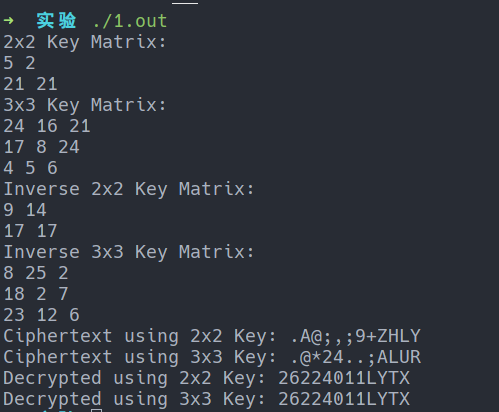 ➜ 实验 ./1.out
2x2 Key Matrix:
5 2
21 21
3x3 Key Matrix:
24 16 21
17 8 24
4 5 6
Inverse 2x2 Key Matrix:
9 14
17 17
Inverse 3x3 Key Matrix:
8 25 2
18 2 7
23 12 6
Ciphertext using 2x2 Key: .A@;,;9+ZHLY
Ciphertext using 3x3 Key: .@*24..;ALUR
Decrypted using 2x2 Key: 26224011LYTX
Decrypted using 3x3 Key: 26224011LYTX